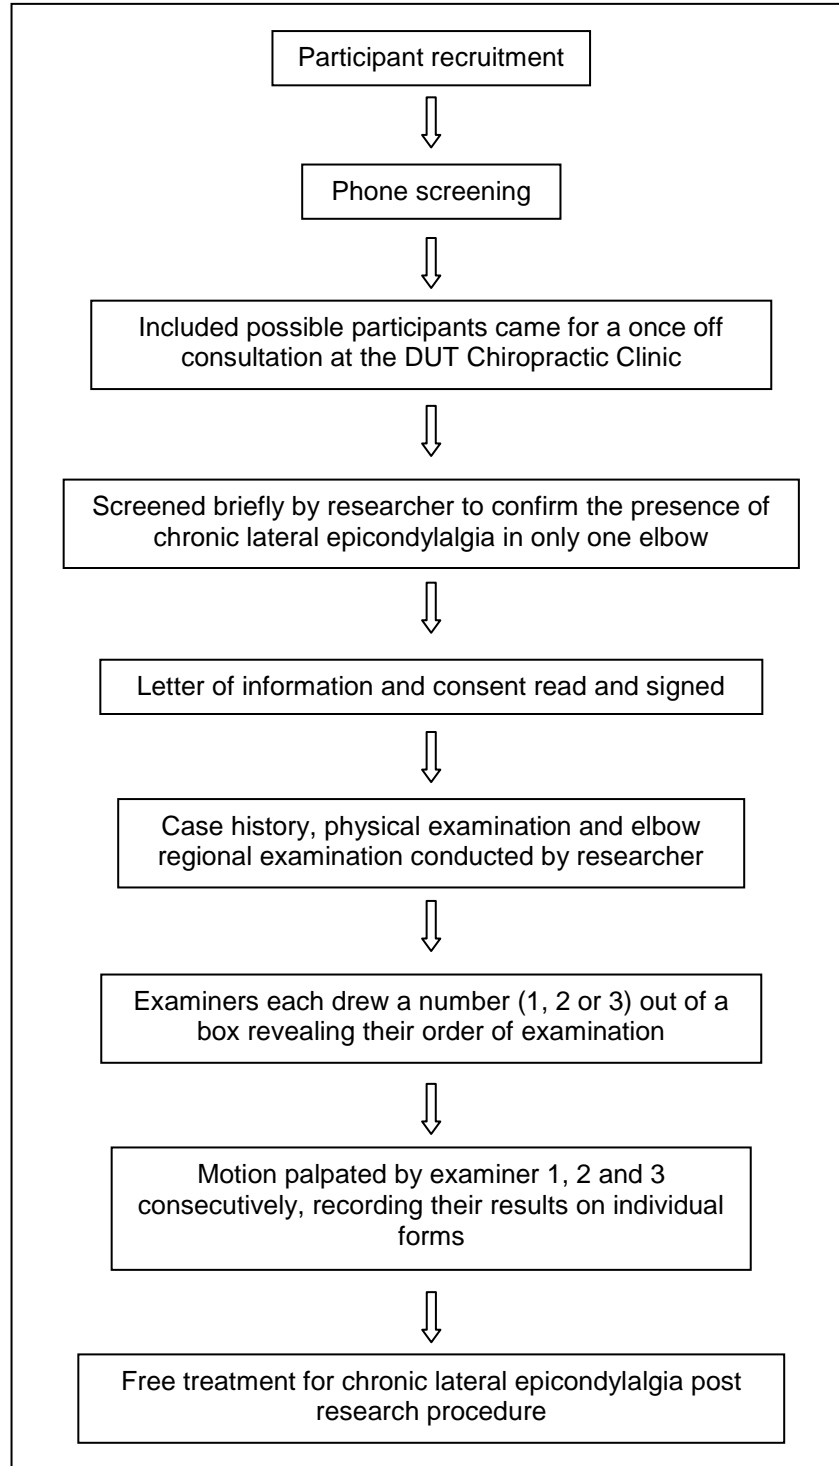 Participant recruitment
Phone screening
Included possible participants came for a once off
consultation at the DUT Chiropractic Clinic
Screened briefly by researcher to confirm the presence of
chronic lateral epicondylalgia in only one elbow
Letter of information and consent read and signed
Case history, physical examination and elbow
regional examination conducted by researcher
Examiners each drew a number (1, 2 or 3) out of a
box revealing their order of examination
Motion palpated by examiner 1, 2 and 3
consecutively, recording their results on individual
forms
Free treatment for chronic lateral epicondylalgia post
research procedure